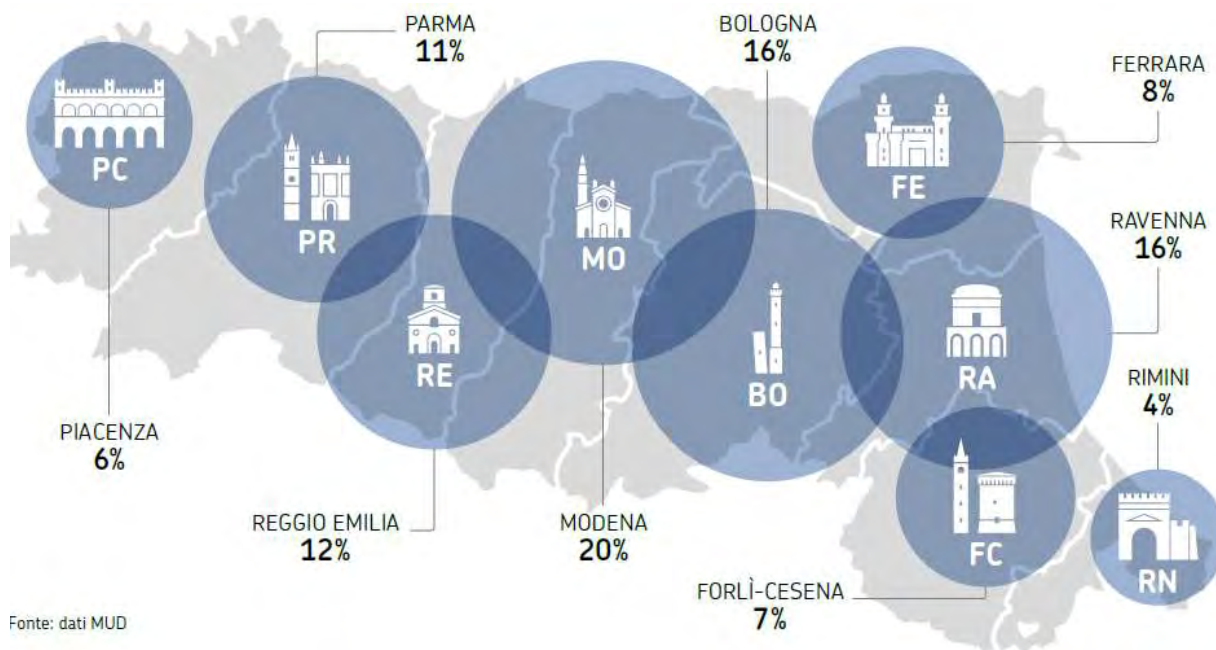 PARMA
11%
BOLOGNA
16%
FERRARA
8%
PC
PR
MO
FE
RAVENNA
16%
RE
BO
RA
RIMINI
4%
PIACENZA
6%
REGGIO EMILIA
12%
MODENA
20%
FC
RN
FORLÌ-CESENA
7%
Fonte: dati MUD